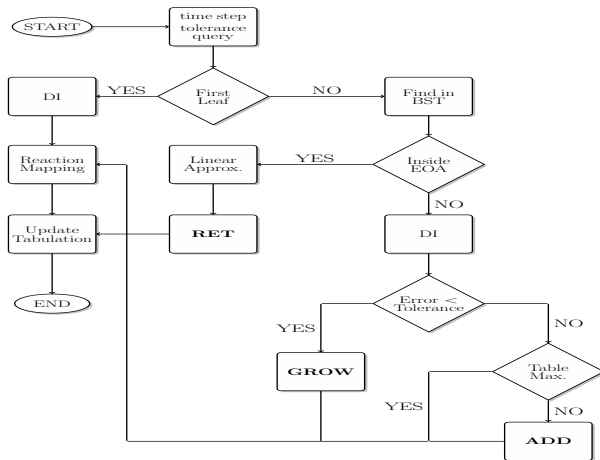 START
time step
tolerance
query
DI
YES
First
Leaf
NO
Find in
BST
Reaction
Mapping
Linear
Approx.
YES
Inside
EOA
NO
Update
Tabulation
RET
DI
END
Error <
Tolerance
YES
NO
GROW
Table
Max.
YES
NO
ADD